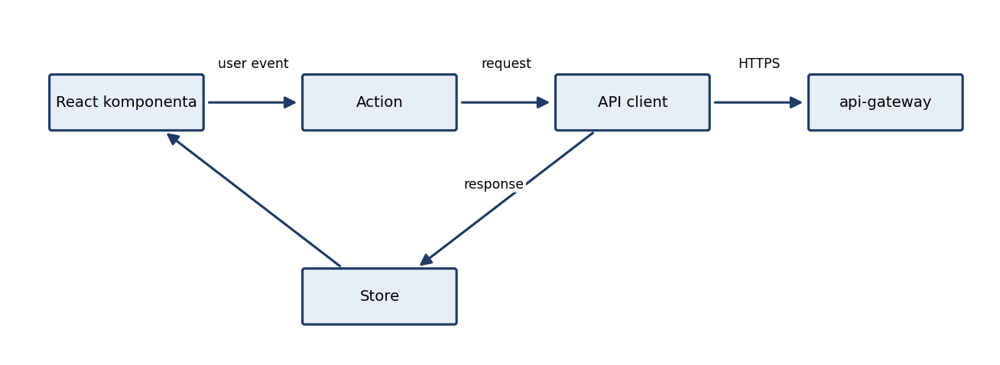 user event
request
HTTPS
React komponenta
Action
API client
api-gateway
response
Store